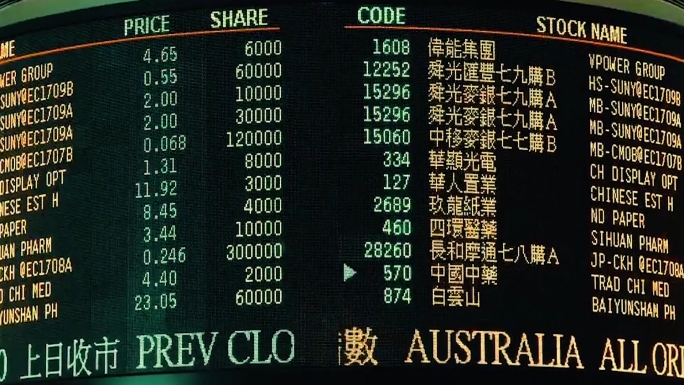 ME PRICE SHARE CODE STOCK NAME
OWER GROUP 4.65 6000 1608 偉能集團 VPOWER GROUP
-SUNY@EC1709B 0.55 60000 12252 舜光匯豐七九購B HS-SUNY@EC1709B
-SUNY@EC1709A 2.00 10000 15296 舜光麥銀七九購A MB-SUNY@EC1709A
-SUNY@EC1709A 2.00 30000 15296 舜光麥銀七九購A MB-SUNY@EC1709A
-CMOB@EC1707B 0.068 120000 15060 中移麥銀七七購B MB-CMOB@EC1707B
DISPLAY OPT 1.31 8000 334 華顯光電 CH DISPLAY OPT
NESE EST H 11.92 3000 127 華人置業 CHINESE EST H
PAPER 8.45 4000 2689 玖龍紙業 ND PAPER
HUAN PHARM 3.44 10000 460 四環醫藥 SIHUAN PHARM
-CKH @EC1708A 0.246 300000 28260 長和摩通七八購A JP-CKH @EC1708A
D CHI MED 4.40 2000 570 中國中藥 TRAD CHI MED
YUNSHAN PH 23.05 60000 874 白雲山 BAIYUNSHAN PH
0 上日收市 PREV CLO 數 AUSTRALIA ALL OR